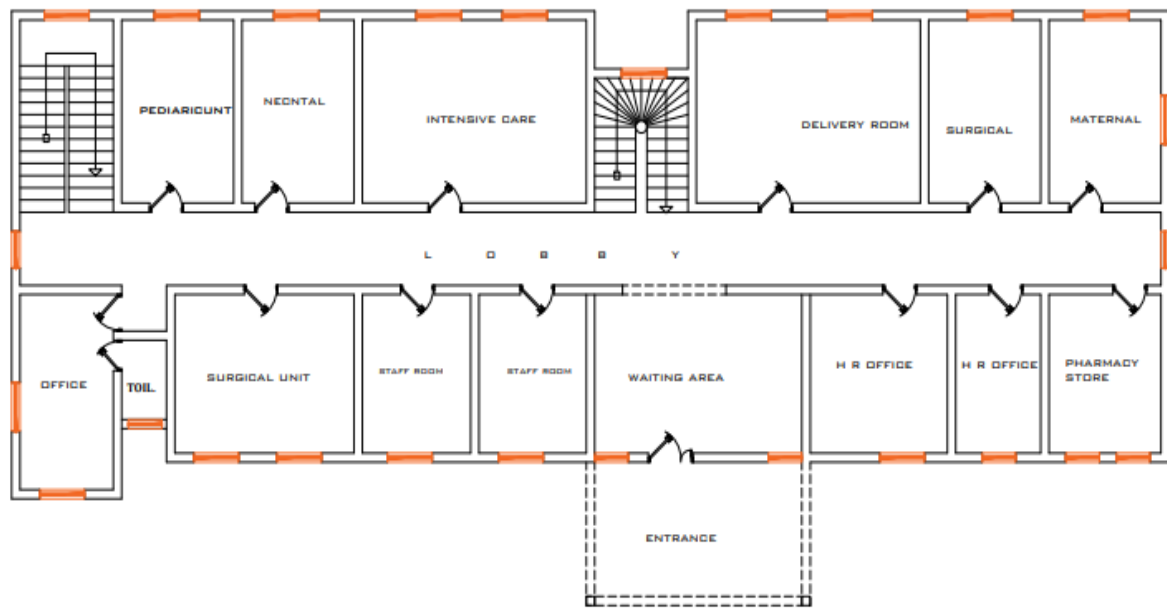 PEDIARICUNT
NECNTAL
INTENSIVE CARE
DELIVERY ROOM
SURGICAL
MATERNAL
L O B B Y
OFFICE
TOIL.
SURGICAL UNIT
STAFF ROOM
STAFF ROOM
WAITING AREA
H R OFFICE
H R OFFICE
PHARMACY
STORE
ENTRANCE